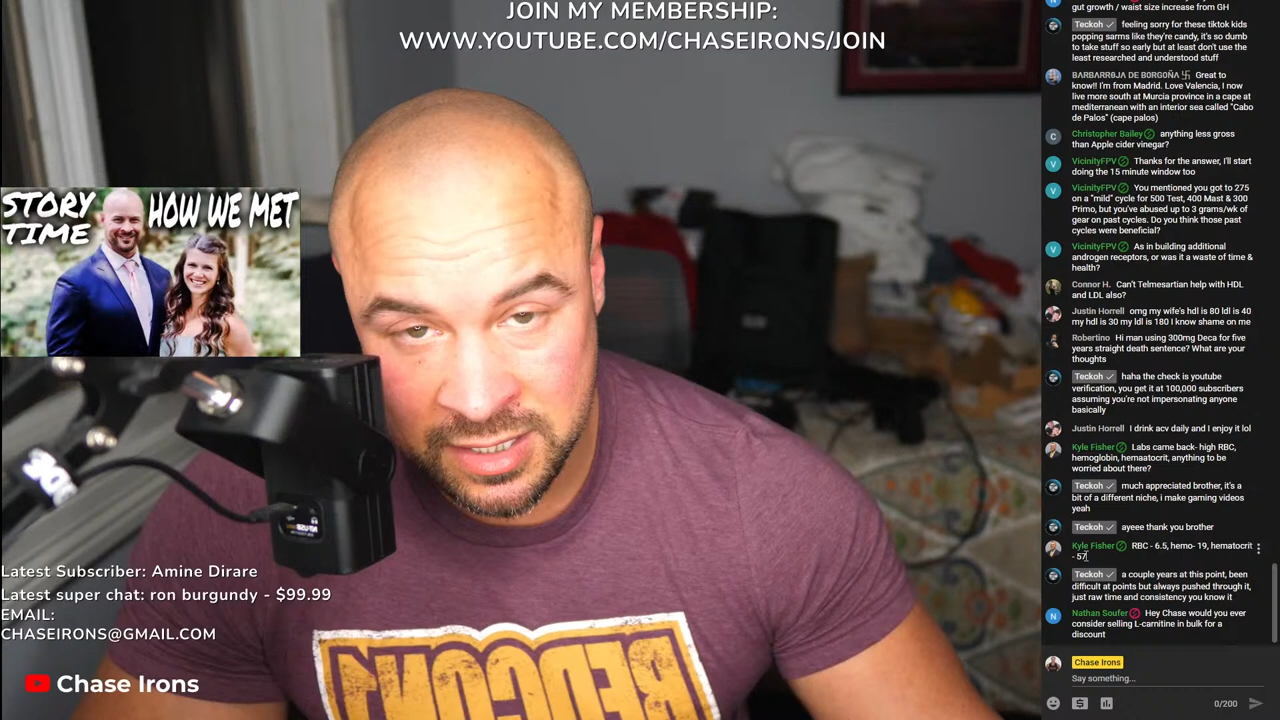 JOIN MY MEMBERSHIP:
WWW.YOUTUBE.COM/CHASEIRONS/JOIN
STORY
TIME
HOW WE MET
Latest Subscriber: Amine Dirare
Latest super chat: ron burgundy - $99.99
EMAIL:
CHASEIRONS@GMAIL.COM
Chase Irons
gut growth / waist size increase from GH
Teckoh ✓ feeling sorry for these tiktok kids
popping sarms like they're candy, it's so dumb
to take stuff so early but at least don't use the
least researched and understood stuff
BΛRBΛRRθJΛ DE BΘRGΘÑΛ 卐 Great to
know!! I'm from Madrid. Love Valencia, I now
live more south at Murcia province in a cape at
mediterranean with an interior sea called "Cabo
de Palos" (cape palos)
C
Christopher Bailey anything less gross
than Apple cider vinegar?
V
VicinityFPV Thanks for the answer, I'll start
doing the 15 minute window too
V
VicinityFPV You mentioned you got to 275
on a "mild" cycle for 500 Test, 400 Mast & 300
Primo, but you've abused up to 3 grams/wk of
gear on past cycles. Do you think those past
cycles were beneficial?
V
VicinityFPV As in building additional
androgen receptors, or was it a waste of time &
health?
Connor H. Can't Telmesartian help with HDL
and LDL also?
Justin Horrell omg my wife's hdl is 80 ldl is 40
my hdl is 30 my ldl is 180 I know shame on me
Robertino Hi man using 300mg Deca for five
years straight death sentence? What are your
thoughts
Teckoh ✓ haha the check is youtube
verification, you get it at 100,000 subscribers
assuming you're not impersonating anyone
basically
Justin Horrell I drink acv daily and I enjoy it lol
Kyle Fisher Labs came back- high RBC,
hemoglobin, hemaatocrit, anything to be
worried about there?
Teckoh ✓ much appreciated brother, it's a
bit of a different niche, i make gaming videos
yeah
Teckoh ✓ ayeee thank you brother
Kyle Fisher RBC - 6.5, hemo- 19, hematocrit
- 57
Teckoh ✓ a couple years at this point, been
difficult at points but always pushed through it,
just raw time and consistency you know it
N
Nathan Soufer Hey Chase would you ever
consider selling L-carnitine in bulk for a
discount
Chase Irons
Say something...
0/200